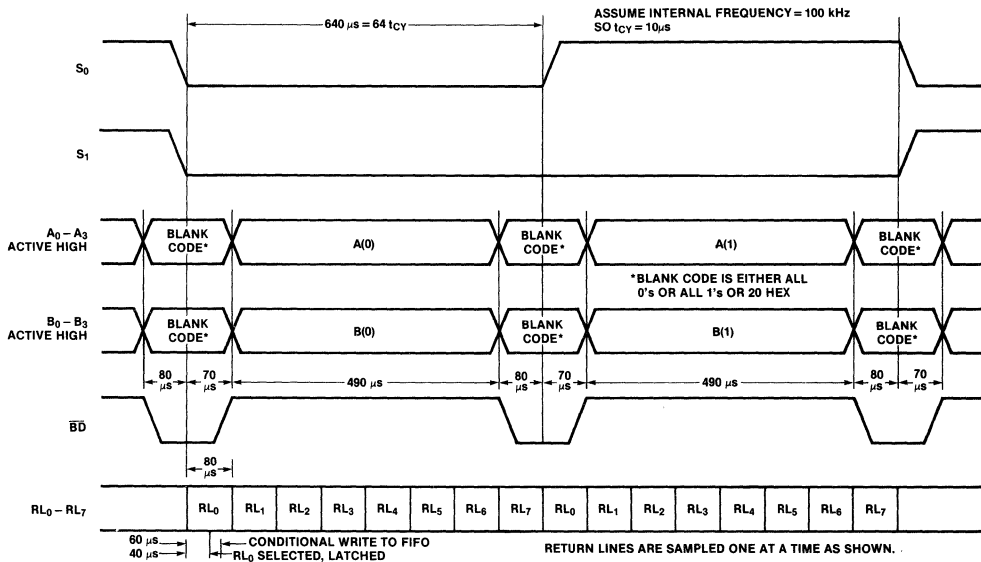 640 μs = 64 tCY
ASSUME INTERNAL FREQUENCY = 100 kHz
SO tCY = 10μs
S0
S1
A0 – A3
ACTIVE HIGH
BLANK
CODE*
A(0)
BLANK
CODE*
A(1)
BLANK
CODE*
*BLANK CODE IS EITHER ALL
0's OR ALL 1's OR 20 HEX
B0 – B3
ACTIVE HIGH
BLANK
CODE*
B(0)
BLANK
CODE*
B(1)
BLANK
CODE*
80
μs
70
μs
490 μs
80
μs
70
μs
490 μs
80
μs
70
μs
B̅D̅
80
μs
RL0 – RL7
RL0
RL1
RL2
RL3
RL4
RL5
RL6
RL7
RL0
RL1
RL2
RL3
RL4
RL5
RL6
RL7
60 μs
CONDITIONAL WRITE TO FIFO
40 μs
RL0 SELECTED, LATCHED
RETURN LINES ARE SAMPLED ONE AT A TIME AS SHOWN.